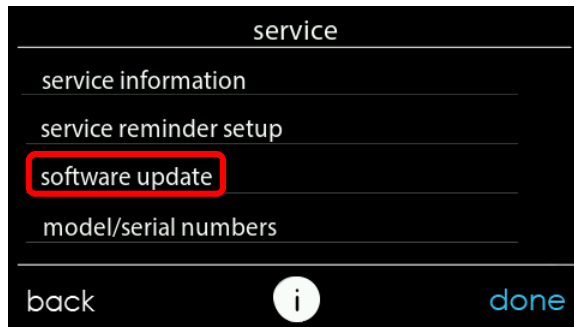 service
service information
service reminder setup
software update
model/serial numbers
back i done